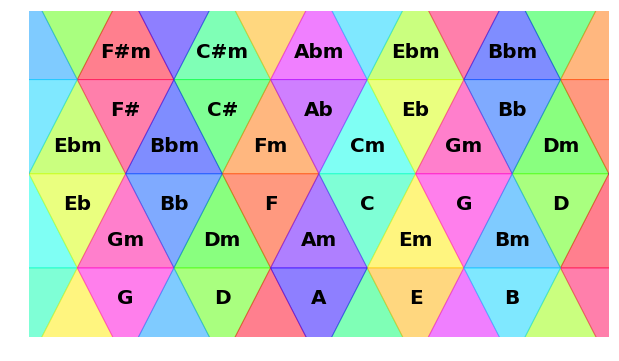 F#m C#m Abm Ebm Bbm
F# C# Ab Eb Bb
Ebm Bbm Fm Cm Gm Dm
Eb Bb F C G D
Gm Dm Am Em Bm
G D A E B